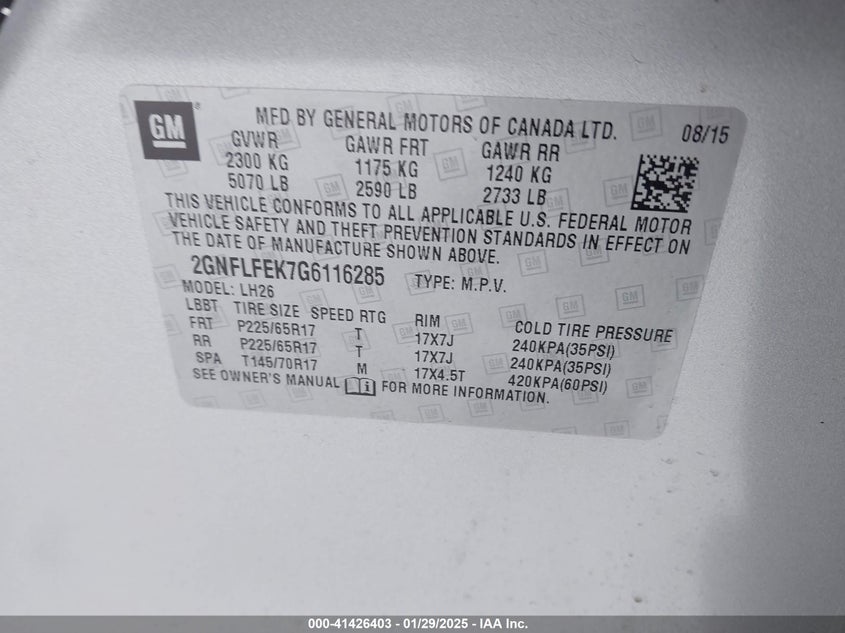 GM® MFD BY GENERAL MOTORS OF CANADA LTD. 08/15
GVWR GAWR FRT GAWR RR
2300 KG 1175 KG 1240 KG
5070 LB 2590 LB 2733 LB
THIS VEHICLE CONFORMS TO ALL APPLICABLE U.S. FEDERAL MOTOR
VEHICLE SAFETY AND THEFT PREVENTION STANDARDS IN EFFECT ON
THE DATE OF MANUFACTURE SHOWN ABOVE.
2GNFLFEK7G6116285 TYPE: M.P.V.
MODEL: LH26
LBBT TIRE SIZE SPEED RTG RIM COLD TIRE PRESSURE
FRT P225/65R17 T 17X7J 240KPA(35PSI)
RR P225/65R17 T 17X7J 240KPA(35PSI)
SPA T145/70R17 M 17X4.5T 420KPA(60PSI)
SEE OWNER'S MANUAL i FOR MORE INFORMATION.
000-41426403 - 01/29/2025 - IAA Inc.